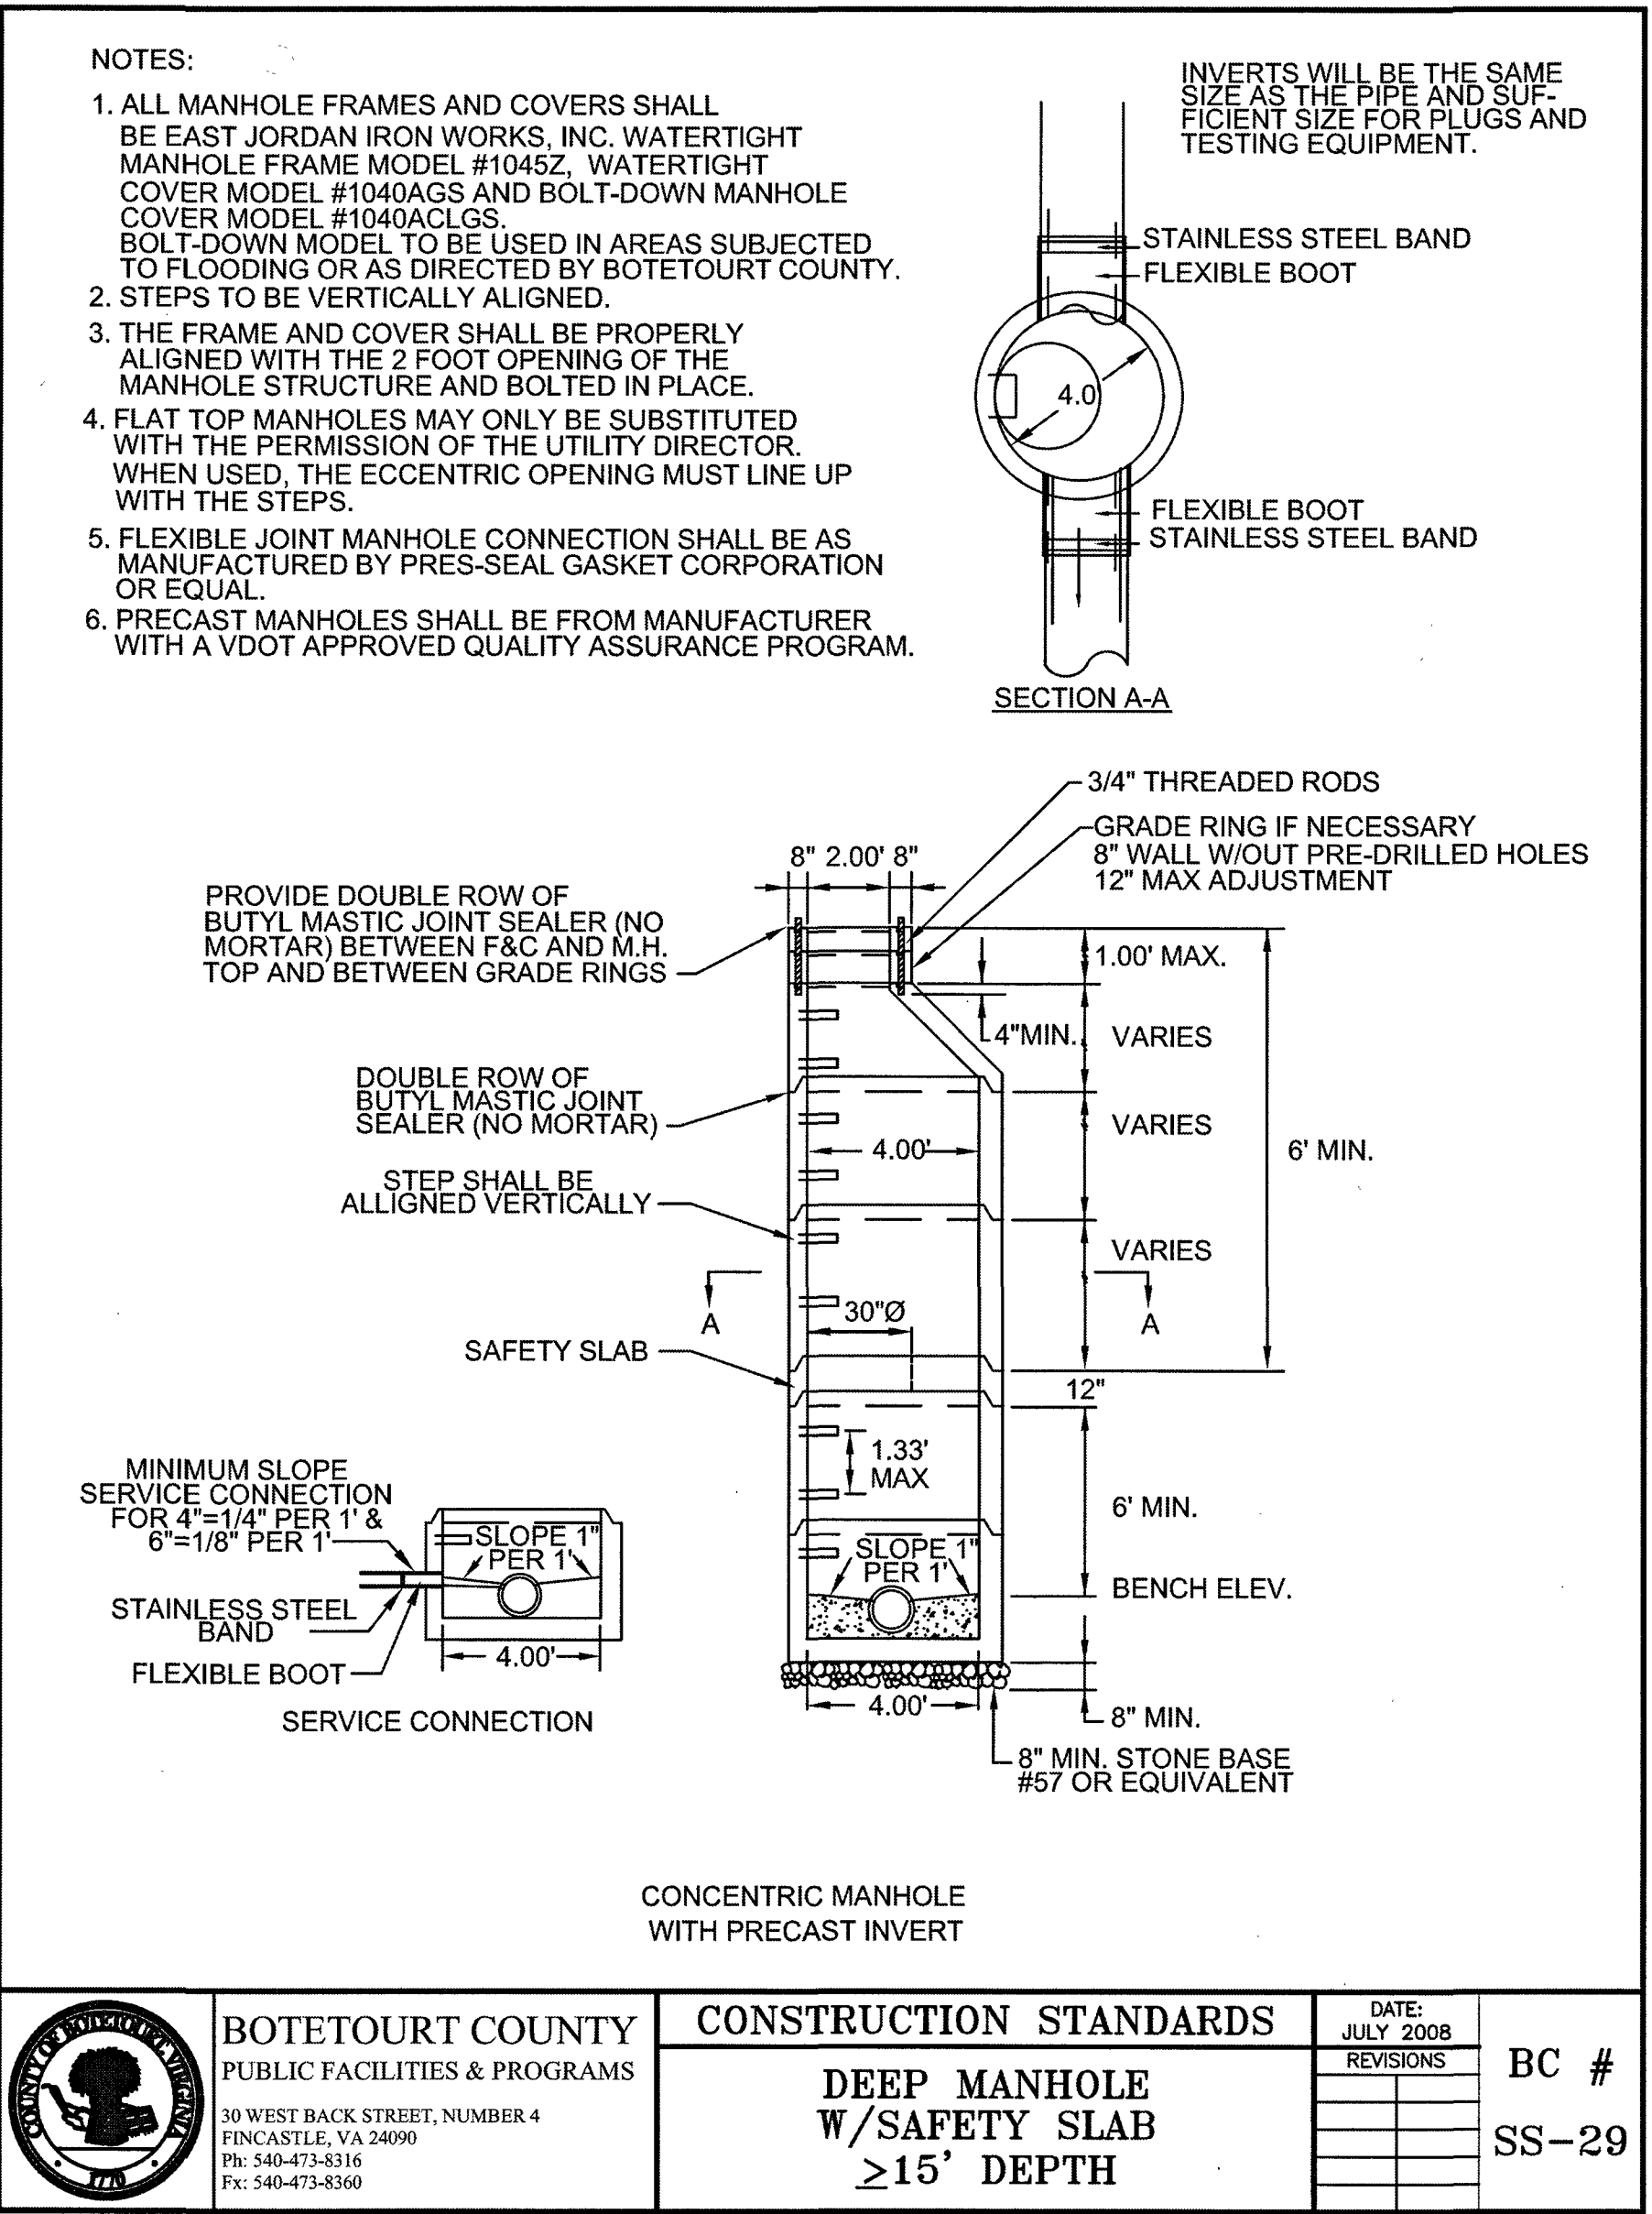 NOTES:
1. ALL MANHOLE FRAMES AND COVERS SHALL
BE EAST JORDAN IRON WORKS, INC. WATERTIGHT
MANHOLE FRAME MODEL #1045Z, WATERTIGHT
COVER MODEL #1040AGS AND BOLT-DOWN MANHOLE
COVER MODEL #1040ACLGS.
BOLT-DOWN MODEL TO BE USED IN AREAS SUBJECTED
TO FLOODING OR AS DIRECTED BY BOTETOURT COUNTY.
2. STEPS TO BE VERTICALLY ALIGNED.
3. THE FRAME AND COVER SHALL BE PROPERLY
ALIGNED WITH THE 2 FOOT OPENING OF THE
MANHOLE STRUCTURE AND BOLTED IN PLACE.
4. FLAT TOP MANHOLES MAY ONLY BE SUBSTITUTED
WITH THE PERMISSION OF THE UTILITY DIRECTOR.
WHEN USED, THE ECCENTRIC OPENING MUST LINE UP
WITH THE STEPS.
5. FLEXIBLE JOINT MANHOLE CONNECTION SHALL BE AS
MANUFACTURED BY PRES-SEAL GASKET CORPORATION
OR EQUAL.
6. PRECAST MANHOLES SHALL BE FROM MANUFACTURER
WITH A VDOT APPROVED QUALITY ASSURANCE PROGRAM.
INVERTS WILL BE THE SAME
SIZE AS THE PIPE AND SUF-
FICIENT SIZE FOR PLUGS AND
TESTING EQUIPMENT.
STAINLESS STEEL BAND
FLEXIBLE BOOT
4.0
FLEXIBLE BOOT
STAINLESS STEEL BAND
SECTION A-A
3/4" THREADED RODS
GRADE RING IF NECESSARY
8" WALL W/OUT PRE-DRILLED HOLES
12" MAX ADJUSTMENT
8" 2.00' 8"
PROVIDE DOUBLE ROW OF
BUTYL MASTIC JOINT SEALER (NO
MORTAR) BETWEEN F&C AND M.H.
TOP AND BETWEEN GRADE RINGS
1.00' MAX.
4"MIN.
VARIES
DOUBLE ROW OF
BUTYL MASTIC JOINT
SEALER (NO MORTAR)
VARIES
4.00'
6' MIN.
STEP SHALL BE
ALLIGNED VERTICALLY
VARIES
A
A
30"Ø
SAFETY SLAB
12"
1.33'
MAX
6' MIN.
MINIMUM SLOPE
SERVICE CONNECTION
FOR 4"=1/4" PER 1' &
6"=1/8" PER 1'
SLOPE 1"
PER 1'
STAINLESS STEEL
BAND
FLEXIBLE BOOT
4.00'
SERVICE CONNECTION
SLOPE 1"
PER 1'
BENCH ELEV.
4.00'
8" MIN.
8" MIN. STONE BASE
#57 OR EQUIVALENT
CONCENTRIC MANHOLE
WITH PRECAST INVERT
COUNTY OF BOTETOURT, VIRGINIA
1770
BOTETOURT COUNTY
PUBLIC FACILITIES & PROGRAMS
30 WEST BACK STREET, NUMBER 4
FINCASTLE, VA 24090
Ph: 540-473-8316
Fx: 540-473-8360
CONSTRUCTION STANDARDS
DEEP MANHOLE
W/SAFETY SLAB
≥15' DEPTH
DATE:
JULY 2008
REVISIONS
BC #
SS-29